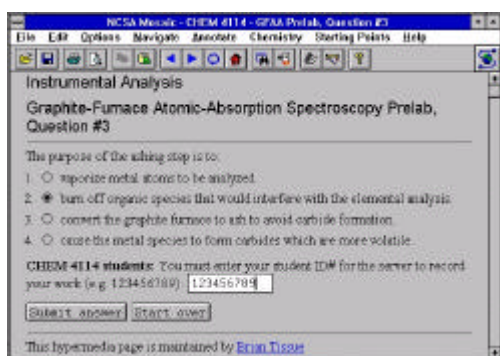 NCSA Mosaic - CHEM 4114 - GFAA Prelab, Question #3
File Edit Options Navigate Annotate Chemistry Starting Points Help
Instrumental Analysis
Graphite-Furnace Atomic-Absorption Spectroscopy Prelab,
Question #3
The purpose of the ashing step is to:
1. vaporize metal atoms to be analyzed.
2. burn off organic species that would interfere with the elemental analysis.
3. convert the graphite furnace to ash to avoid carbide formation.
4. cause the metal species to form carbides which are more volatile.
CHEM 4114 students: You must enter your student ID# for the server to record
your work (e.g. 123456789): 123456789
Submit answer Start over
This hypermedia page is maintained by Brian Tissue